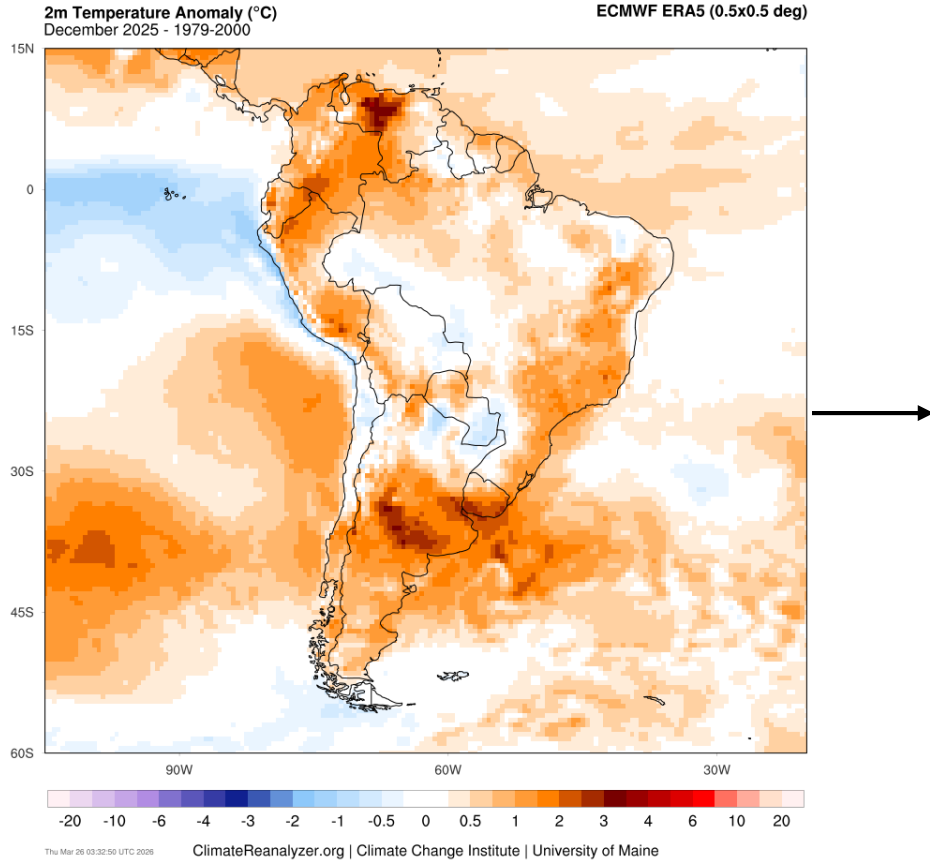 2m Temperature Anomaly (°C)
ECMWF ERA5 (0.5x0.5 deg)
December 2025 - 1979-2000
15N
0
15S
30S
45S
60S
90W
60W
30W
-20 -10 -6 -4 -3 -2 -1 -0.5 0 0.5 1 2 3 6 10 20
Thu Mar 26 03:32:50 UTC 2026
ClimateReanalyzer.org | Climate Change Institute | University of Maine